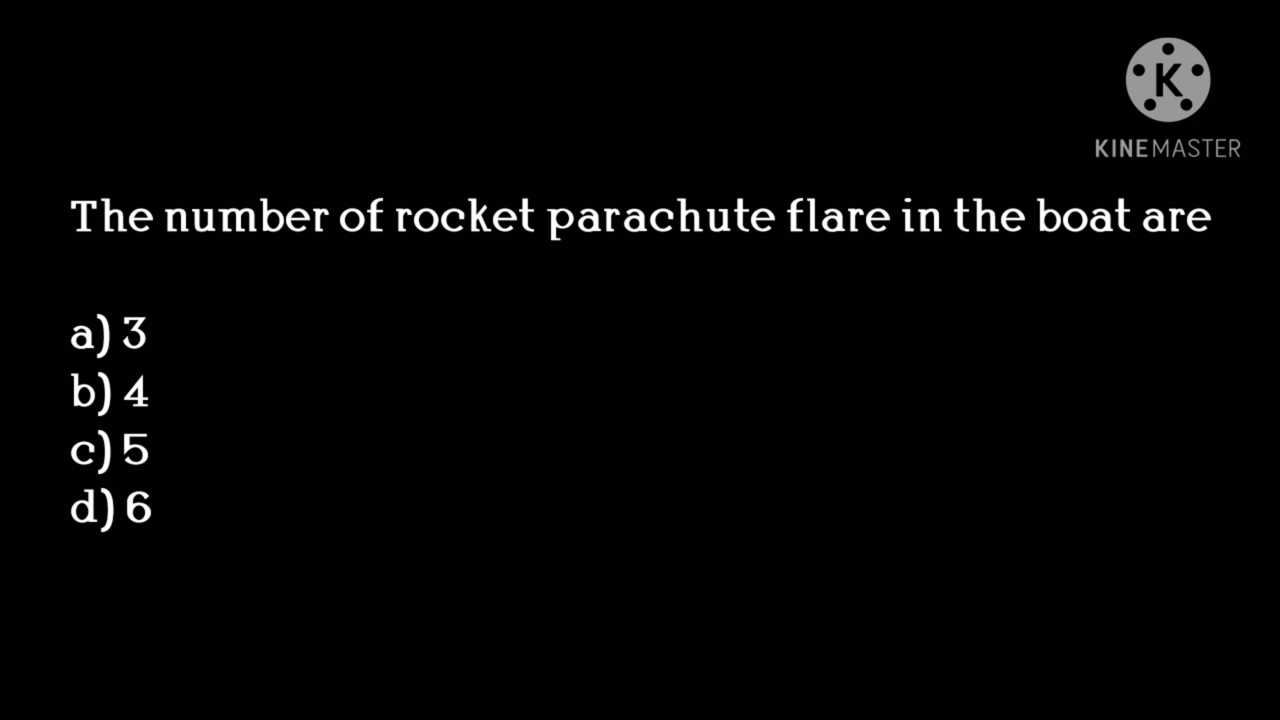 K
KINEMASTER
The number of rocket parachute flare in the boat are
a) 3
b) 4
c) 5
d) 6